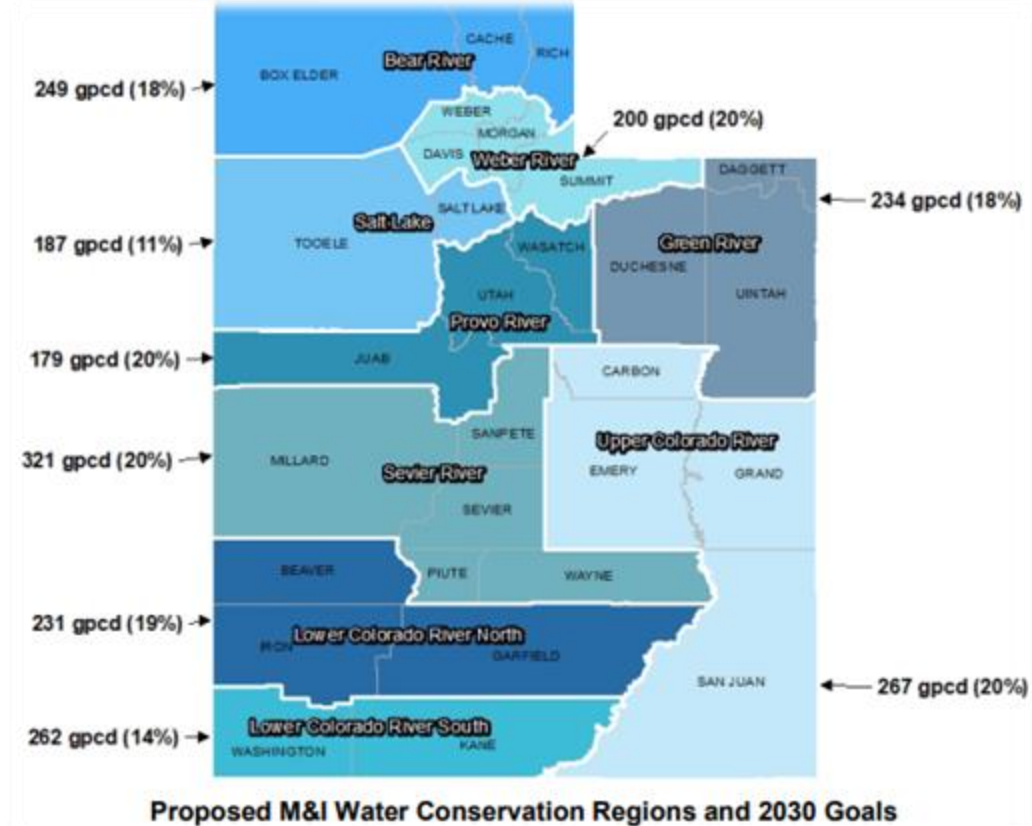 CACHE
RICH
Bear River
BOX ELDER
249 gpcd (18%)
WEBER
200 gpcd (20%)
MORGAN
DAVIS
Weber River
DAGGETT
SUMMIT
234 gpcd (18%)
SALT LAKE
Salt Lake
187 gpcd (11%)
TOOELE
WASATCH
Green River
DUCHESNE
UTAH
UINTAH
Provo River
179 gpcd (20%)
JUAB
CARBON
SANPETE
Upper Colorado River
321 gpcd (20%)
MILLARD
Sevier River
EMERY
GRAND
SEVIER
BEAVER
PIUTE
WAYNE
231 gpcd (19%)
Lower Colorado River North
IRON
GARFIELD
SAN JUAN
267 gpcd (20%)
Lower Colorado River South
262 gpcd (14%)
WASHINGTON
KANE
Proposed M&I Water Conservation Regions and 2030 Goals